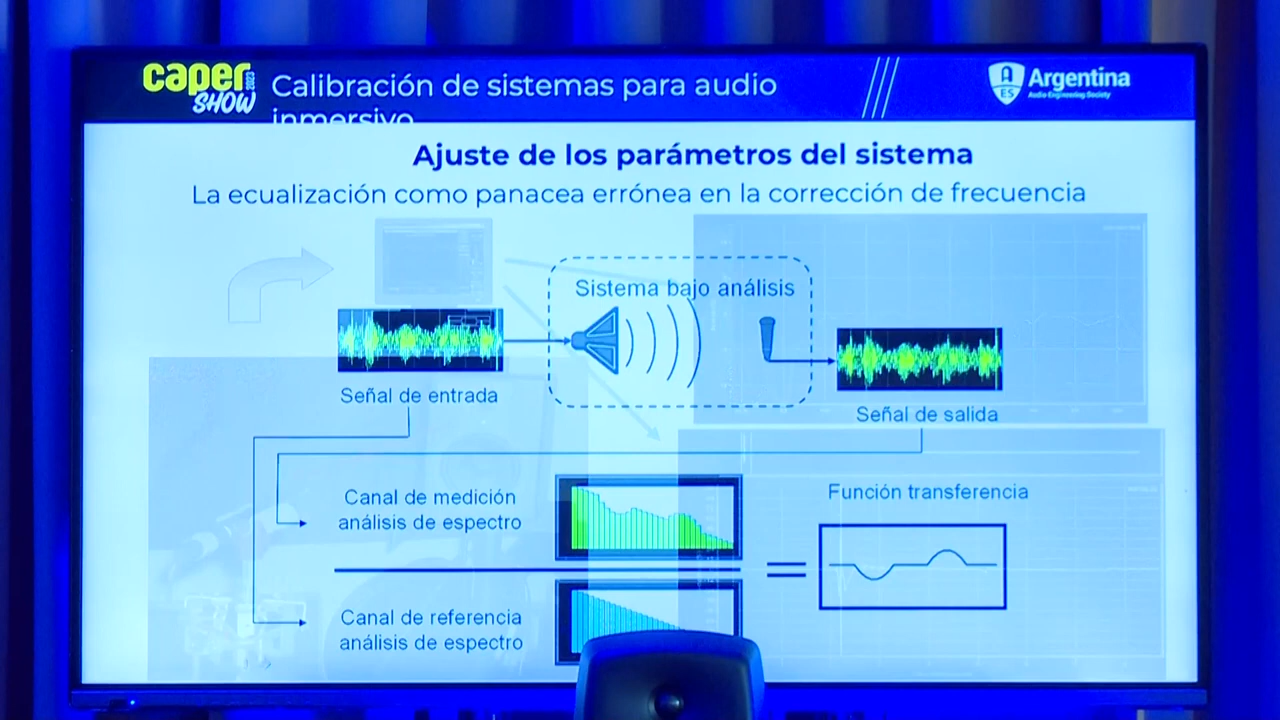 caper 2023
SHOW
Calibración de sistemas para audio
inmersivo
AES
Argentina
Audio Engineering Society
Ajuste de los parámetros del sistema
La ecualización como panacea errónea en la corrección de frecuencia
Sistema bajo análisis
Señal de entrada
Señal de salida
Canal de medición
análisis de espectro
Función transferencia
=
Canal de referencia
análisis de espectro